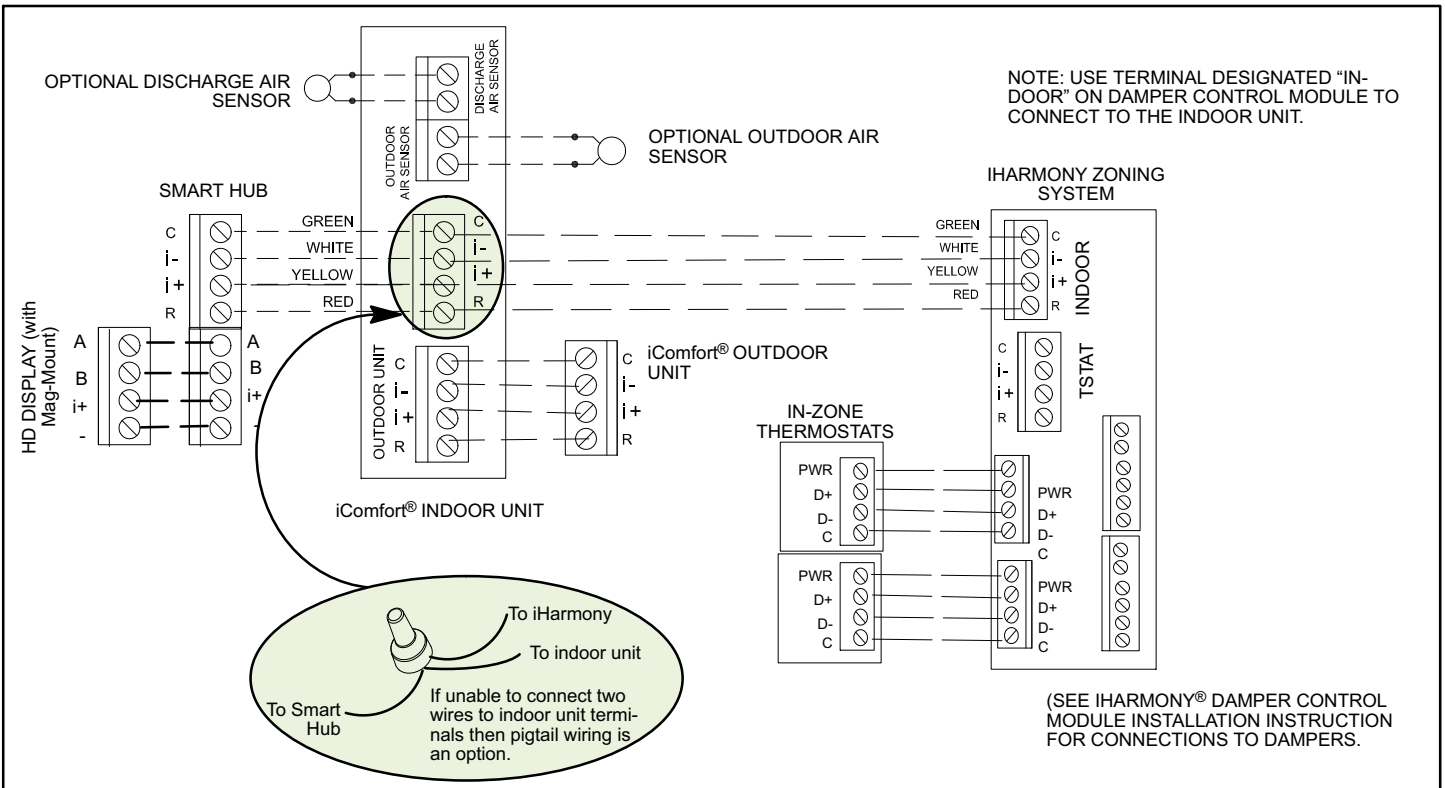 OPTIONAL DISCHARGE AIR
SENSOR
DISCHARGE
AIR SENSOR
OUTDOOR
AIR SENSOR
OPTIONAL OUTDOOR AIR
SENSOR
NOTE: USE TERMINAL DESIGNATED “IN-
DOOR” ON DAMPER CONTROL MODULE TO
CONNECT TO THE INDOOR UNIT.
SMART HUB
C
i-
i+
R
GREEN
WHITE
YELLOW
RED
C
i-
i+
R
IHARMONY ZONING
SYSTEM
GREEN
WHITE
YELLOW
RED
C
i-
i+
R
INDOOR
HD DISPLAY (with
Mag-Mount)
A
B
i+
-
A
B
i+
-
OUTDOOR UNIT
C
i-
i+
R
C
i-
i+
R
iComfort® OUTDOOR
UNIT
C
i-
i+
R
TSTAT
iComfort® INDOOR UNIT
IN-ZONE
THERMOSTATS
PWR
D+
D-
C
PWR
D+
D-
C
PWR
D+
D-
C
PWR
D+
D-
C
To iHarmony
To indoor unit
To Smart
Hub
If unable to connect two
wires to indoor unit termi-
nals then pigtail wiring is
an option.
(SEE IHARMONY® DAMPER CONTROL
MODULE INSTALLATION INSTRUCTION
FOR CONNECTIONS TO DAMPERS.